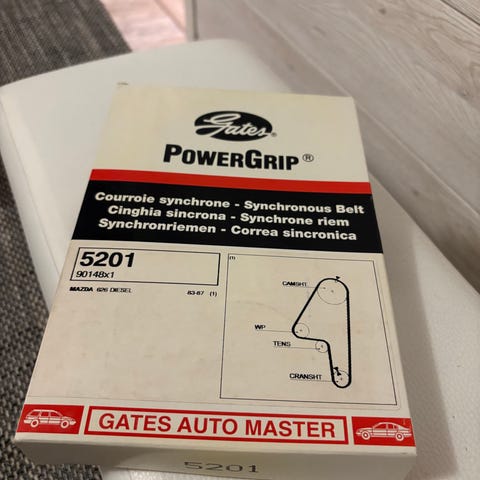 Gates
POWERGRIP®
Courroie synchrone - Synchronous Belt
Cinghia sincrona - Synchrone riem
Synchronriemen - Correa sincronica
5201
90148x1
MAZDA 626 DIESEL 83-87 (1)
(1)
CAMSHT
WP
TENS
CRANSHT
GATES AUTO MASTER
5201